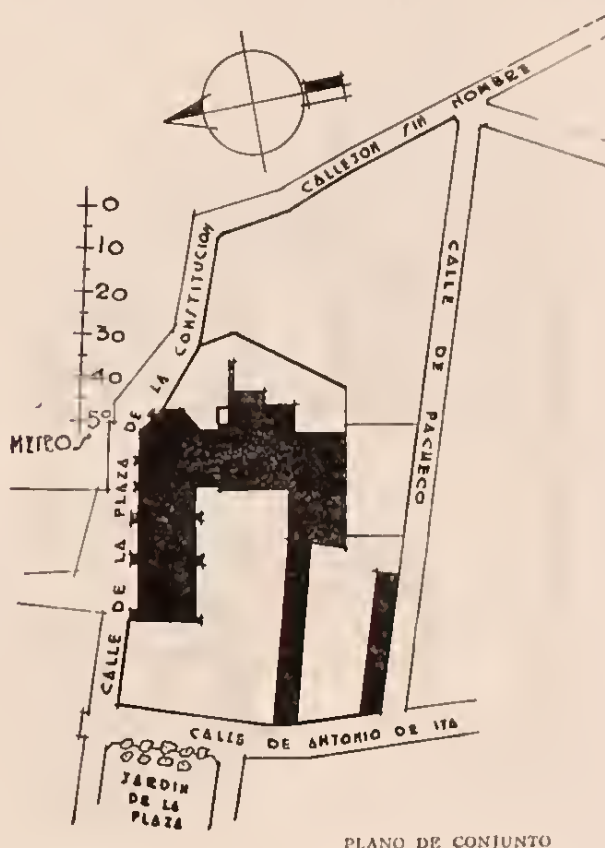 CALLEJON SIN NOMBRE
0
10
20
30
40
50
METROS
CALLE DE LA PLAZA DE LA CONSTITUCION
CALLE DE PACHECO
CALLE DE ANTONIO DE ITA
JARDIN
DE LA
PLAZA
PLANO DE CONJUNTO